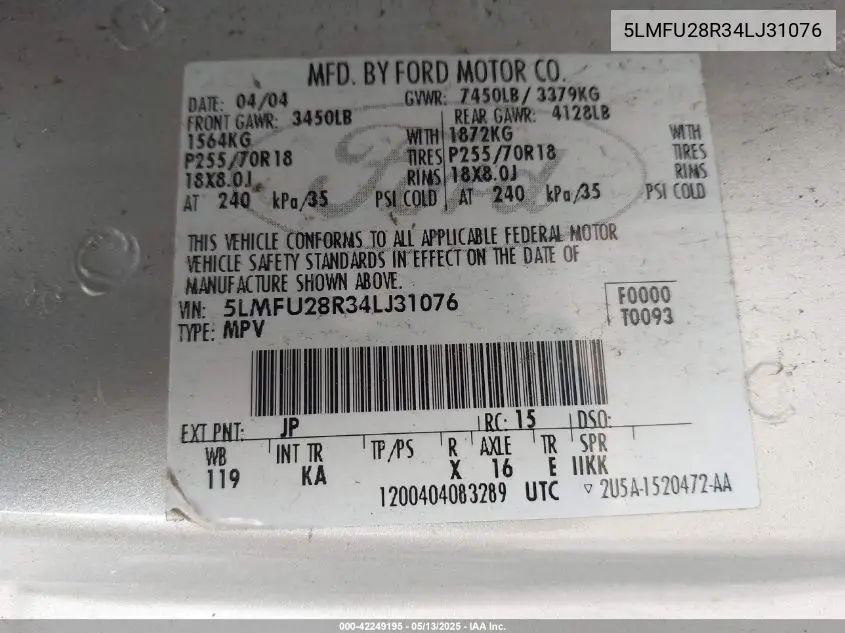 5LMFU28R34LJ31076
MFD. BY FORD MOTOR CO.
DATE: 04/04 GVWR: 7450LB / 3379KG
FRONT GAWR: 3450LB REAR GAWR: 4128LB
1564KG WITH 1872KG WITH
P255/70R18 TIRES P255/70R18 TIRES
18X8.0J RIMS 18X8.0J RIMS
AT 240 kPa/35 PSI COLD AT 240 kPa/35 PSI COLD
Ford
THIS VEHICLE CONFORMS TO ALL APPLICABLE FEDERAL MOTOR
VEHICLE SAFETY STANDARDS IN EFFECT ON THE DATE OF
MANUFACTURE SHOWN ABOVE.
VIN: 5LMFU28R34LJ31076 F0000
TYPE: MPV T0093
EXT PNT: JP RC: 15 DSO:
WB INT TR TP/PS R AXLE TR SPR
119 KA X 16 E IIKK
1200404083289 UTC ▽ 2U5A-1520472-AA
000-42249195 - 05/13/2025 - IAA Inc.